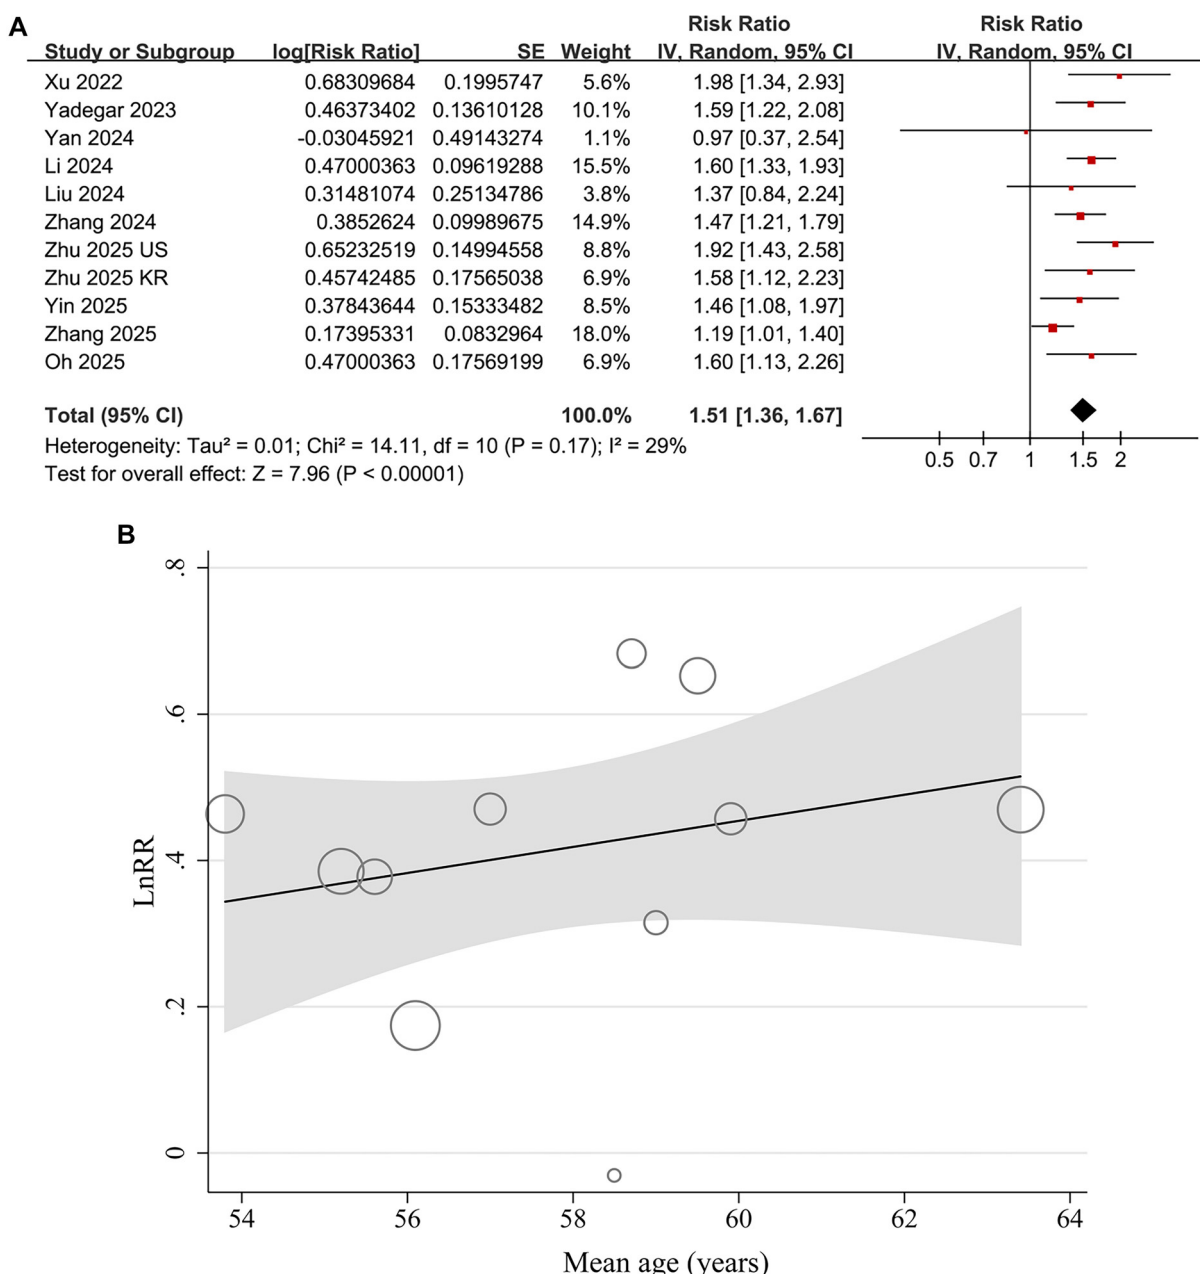 A
Risk Ratio Risk Ratio
Study or Subgroup log[Risk Ratio] SE Weight IV, Random, 95% CI IV, Random, 95% CI
Xu 2022 0.68309684 0.1995747 5.6% 1.98 [1.34, 2.93]
Yadegar 2023 0.46373402 0.13610128 10.1% 1.59 [1.22, 2.08]
Yan 2024 -0.03045921 0.49143274 1.1% 0.97 [0.37, 2.54]
Li 2024 0.47000363 0.09619288 15.5% 1.60 [1.33, 1.93]
Liu 2024 0.31481074 0.25134786 3.8% 1.37 [0.84, 2.24]
Zhang 2024 0.3852624 0.09989675 14.9% 1.47 [1.21, 1.79]
Zhu 2025 US 0.65232519 0.14994558 8.8% 1.92 [1.43, 2.58]
Zhu 2025 KR 0.45742485 0.17565038 6.9% 1.58 [1.12, 2.23]
Yin 2025 0.37843644 0.15333482 8.5% 1.46 [1.08, 1.97]
Zhang 2025 0.17395331 0.0832964 18.0% 1.19 [1.01, 1.40]
Oh 2025 0.47000363 0.17569199 6.9% 1.60 [1.13, 2.26]
Total (95% CI) 100.0% 1.51 [1.36, 1.67]
Heterogeneity: Tau² = 0.01; Chi² = 14.11, df = 10 (P = 0.17); I² = 29%
Test for overall effect: Z = 7.96 (P < 0.00001)
0.5 0.7 1 1.5 2
B
.8
.6
.4
.2
0
LnRR
54 56 58 60 62 64
Mean age (years)